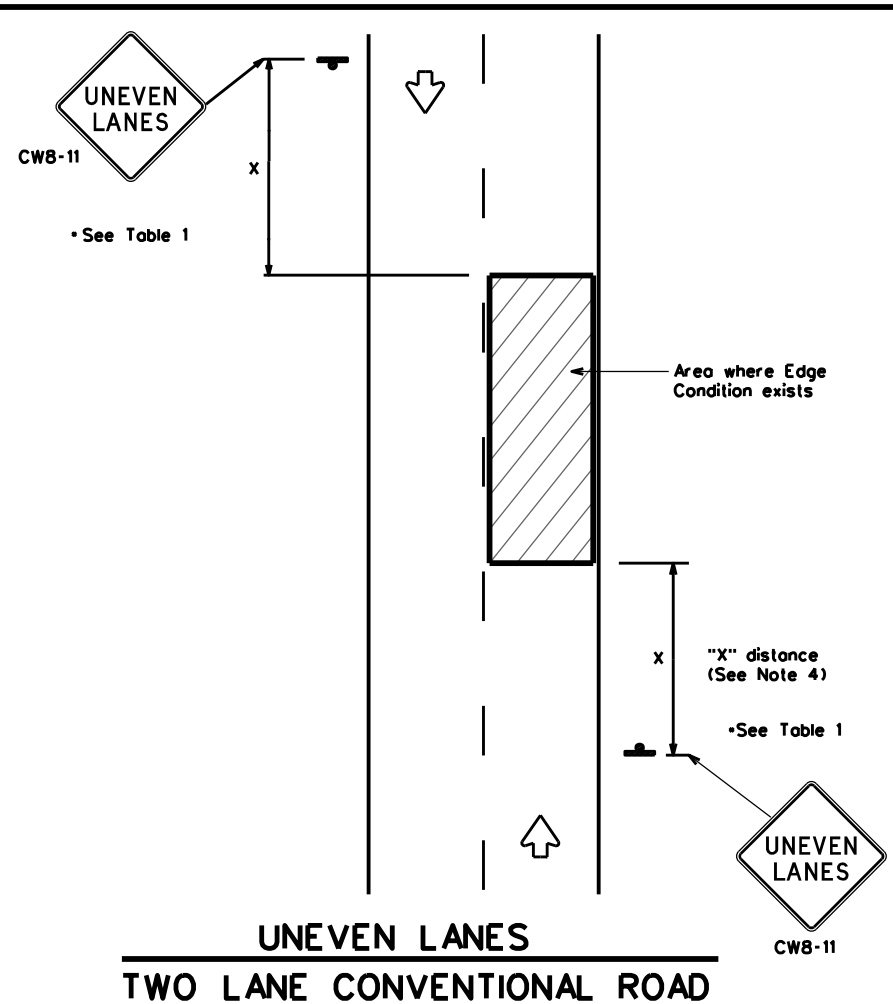 UNEVEN
LANES
CW8-11
X
*See Table 1
Area where Edge
Condition exists
X
"X" distance
(See Note 4)
*See Table 1
UNEVEN
LANES
CW8-11
UNEVEN LANES
TWO LANE CONVENTIONAL ROAD